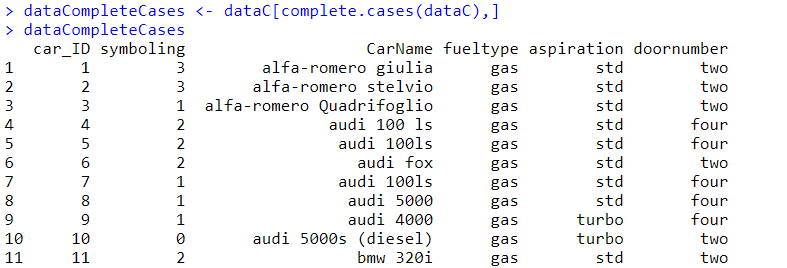 > dataCompleteCases <- dataC[complete.cases(dataC),]
> dataCompleteCases
car_ID symboling CarName fueltype aspiration doornumber
1 1 3 alfa-romero giulia gas std two
2 2 3 alfa-romero stelvio gas std two
3 3 1 alfa-romero Quadrifoglio gas std two
4 4 2 audi 100 ls gas std four
5 5 2 audi 100ls gas std four
6 6 2 audi fox gas std two
7 7 1 audi 100ls gas std four
8 8 1 audi 5000 gas std four
9 9 1 audi 4000 gas turbo four
10 10 0 audi 5000s (diesel) gas turbo two
11 11 2 bmw 320i gas std two